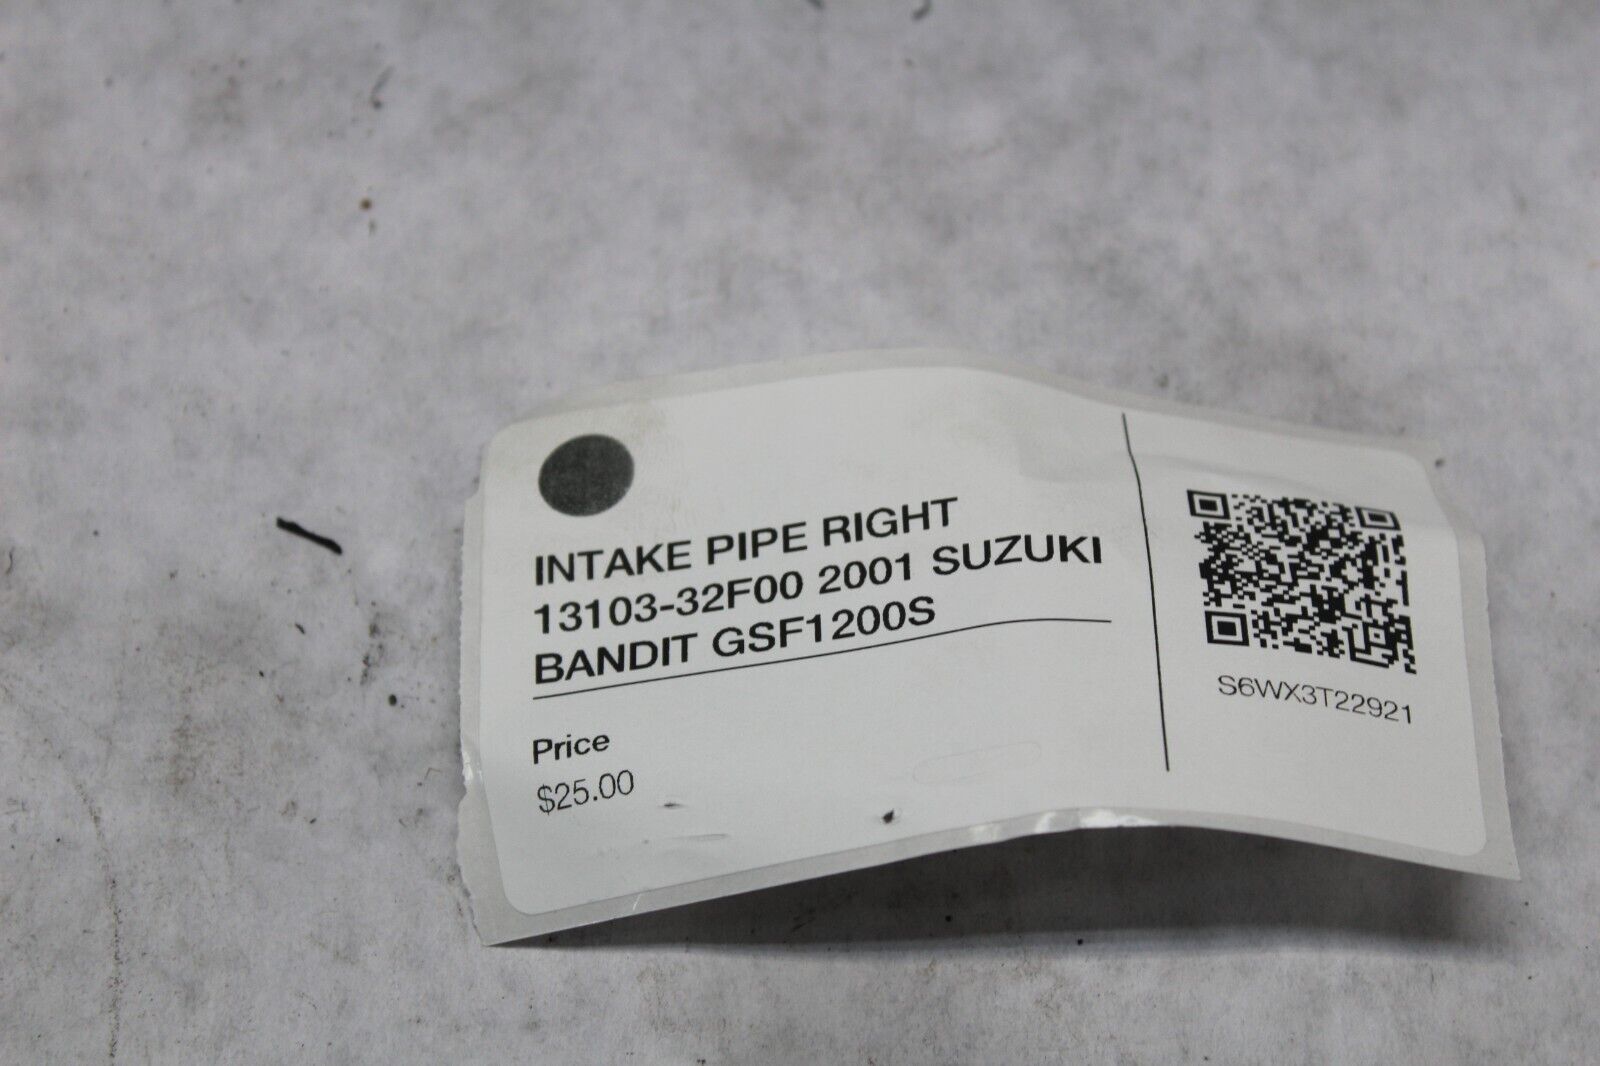 INTAKE PIPE RIGHT
13103-32F00 2001 SUZUKI
BANDIT GSF1200S
Price
$25.00
S6WX3T22921